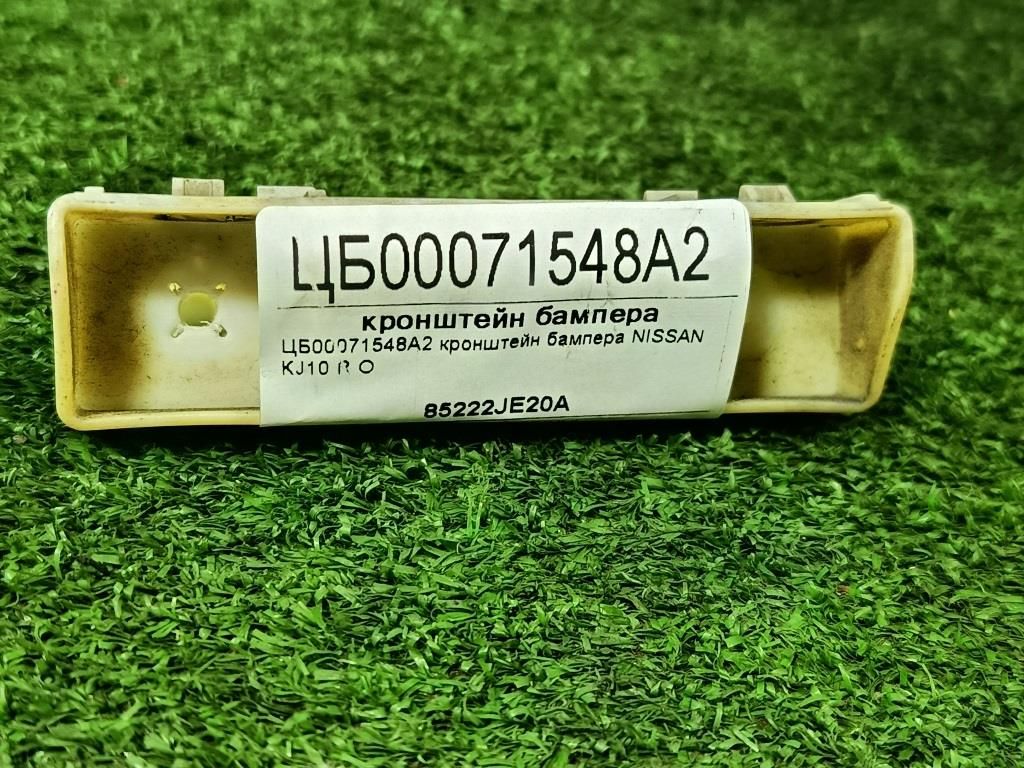 ЦБ00071548А2
кронштейн бампера
ЦБ00071548А2 кронштейн бампера NISSAN
KJ10 R O
85222JE20A